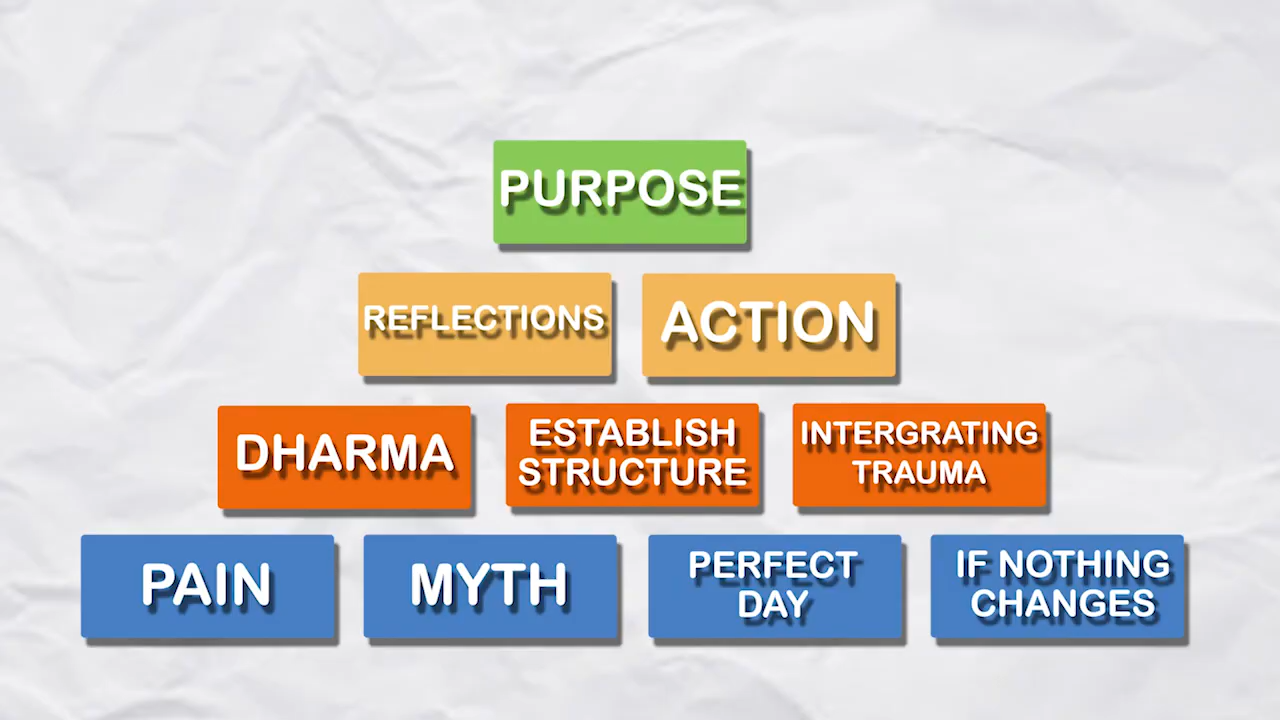 PURPOSE
REFLECTIONS
ACTION
DHARMA
ESTABLISH
STRUCTURE
INTERGRATING
TRAUMA
PAIN
MYTH
PERFECT
DAY
IF NOTHING
CHANGES